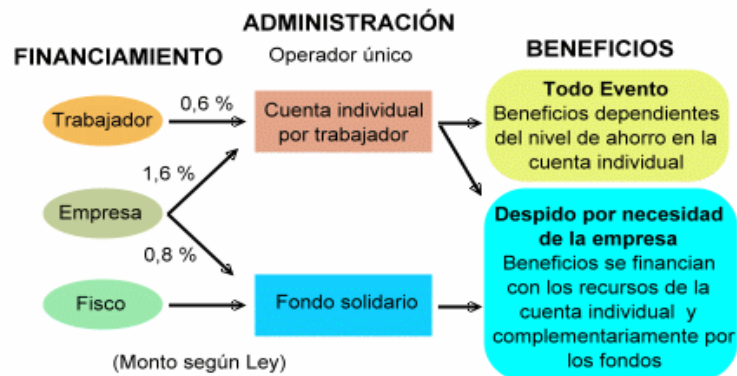 FINANCIAMIENTO
Trabajador
Empresa
Fisco
0,6 %
1,6 %
0,8 %
(Monto según Ley)
ADMINISTRACIÓN
Operador único
Cuenta individual
por trabajador
Fondo solidario
BENEFICIOS
Todo Evento
Beneficios dependientes
del nivel de ahorro en la
cuenta individual
Despido por necesidad
de la empresa
Beneficios se financian
con los recursos de la
cuenta individual y
complementariamente por
los fondos